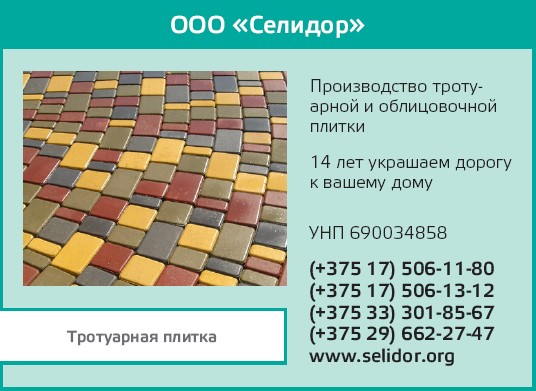 ООО «Селидор»
Производство троту-
арной и облицовочной
плитки
14 лет украшаем дорогу
к вашему дому
УНП 690034858
(+375 17) 506-11-80
(+375 17) 506-13-12
(+375 33) 301-85-67
(+375 29) 662-27-47
www.selidor.org
Тротуарная плитка